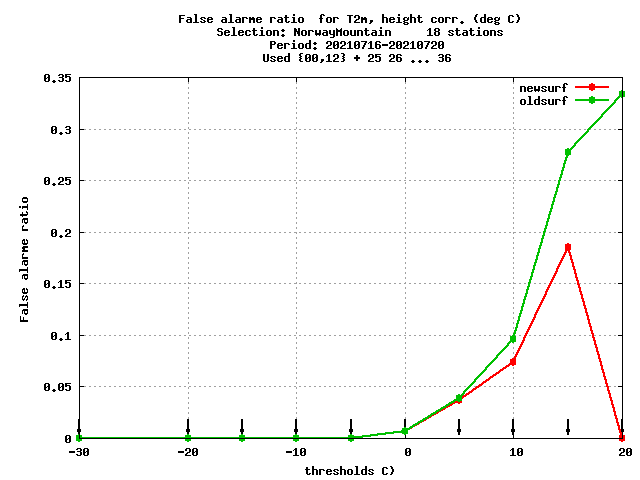 False alarme ratio  for T2m, height corr. (deg C)
Selection: NorwayMountain     18 stations
Period: 20210716-20210720
Used {00,12} + 25 26 ... 36
newsurf
oldsurf
False alarme ratio
0.35
0.3
0.25
0.2
0.15
0.1
0.05
0
-30 -20 -10 0 10 20
thresholds C)